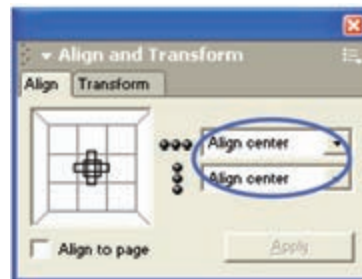 Align and Transform
Align Transform
Align center
Align center
Align to page Apply